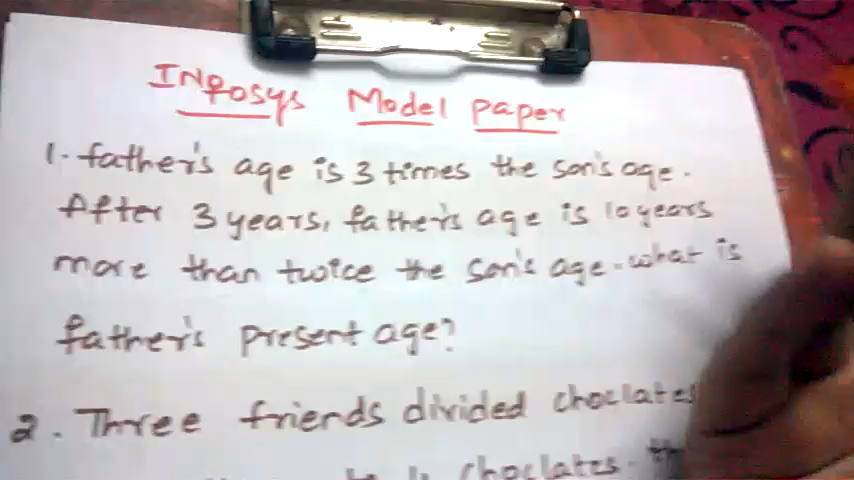 INfosys Model paper
1. father's age is 3 times the son's age.
After 3 years, father's age is 10 years
more than twice the son's age. what is
father's present age?
2. Three friends divided choclates
choclates.